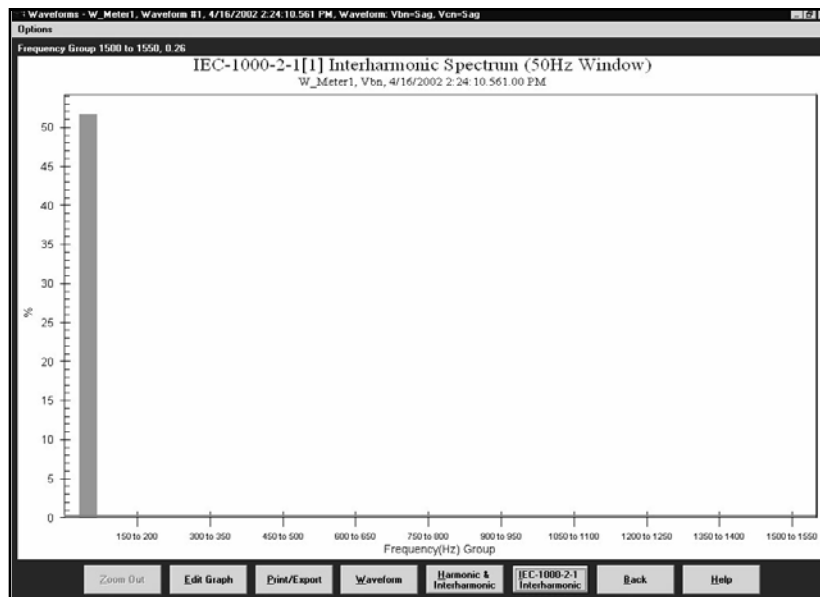 Waveforms - W_Meter1, Waveform #1, 4/16/2002 2:24:10.561 PM, Waveform: Vbn=Sag, Vcn=Sag
Options
Frequency Group 1500 to 1550, 0.26
IEC-1000-2-1[1] Interharmonic Spectrum (50Hz Window)
W_Meter1, Vbn, 4/16/2002 2:24:10.561.00 PM
50
45
40
35
30
25
20
15
10
5
0
%
150 to 200 300 to 350 450 to 500 600 to 650 750 to 800 900 to 950 1050 to 1100 1200 to 1250 1350 to 1400 1500 to 1550
Frequency(Hz) Group
Zoom Out Edit Graph Print/Export Waveform Harmonic & Interharmonic IEC-1000-2-1 Interharmonic Back Help